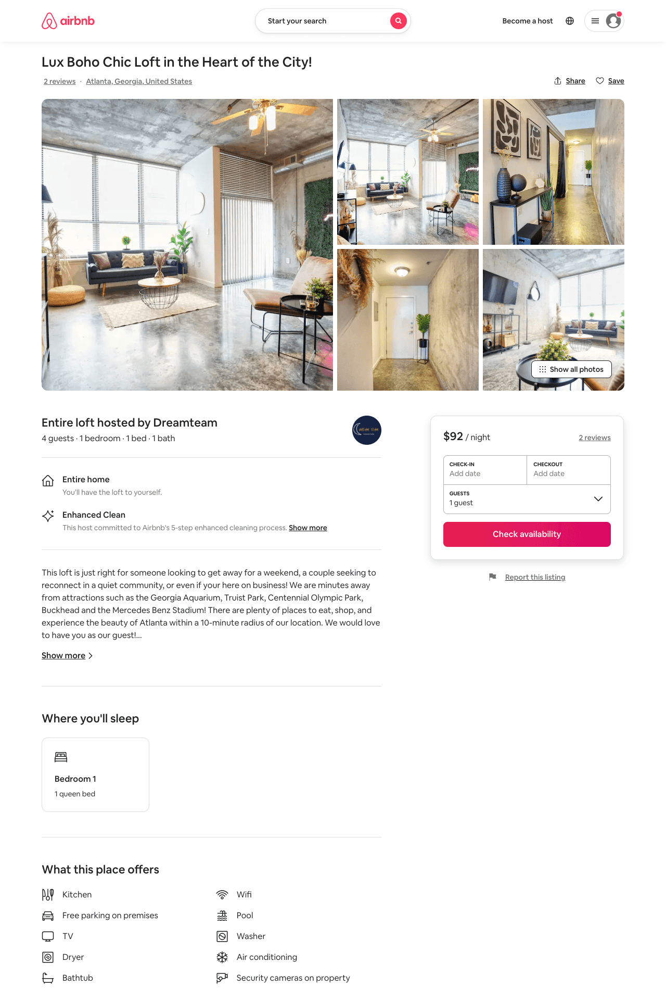 airbnb
Start your search
Become a host
Lux Boho Chic Loft in the Heart of the City!
2 reviews · Atlanta, Georgia, United States
Share
Save
Show all photos
Entire loft hosted by Dreamteam
4 guests · 1 bedroom · 1 bed · 1 bath
Entire home
You'll have the loft to yourself.
Enhanced Clean
This host committed to Airbnb's 5-step enhanced cleaning process. Show more
This loft is just right for someone looking to get away for a weekend, a couple seeking to
reconnect in a quiet community, or even if your here on business! We are minutes away
from attractions such as the Georgia Aquarium, Truist Park, Centennial Olympic Park,
Buckhead and the Mercedes Benz Stadium! There are plenty of places to eat, shop, and
experience the beauty of Atlanta within a 10-minute radius of our location. We would love
to have you as our guest!...
Show more
$92 / night
2 reviews
CHECK-IN
Add date
CHECKOUT
Add date
GUESTS
1 guest
Check availability
Report this listing
Where you'll sleep
Bedroom 1
1 queen bed
What this place offers
Kitchen
Wifi
Free parking on premises
Pool
TV
Washer
Dryer
Air conditioning
Bathtub
Security cameras on property